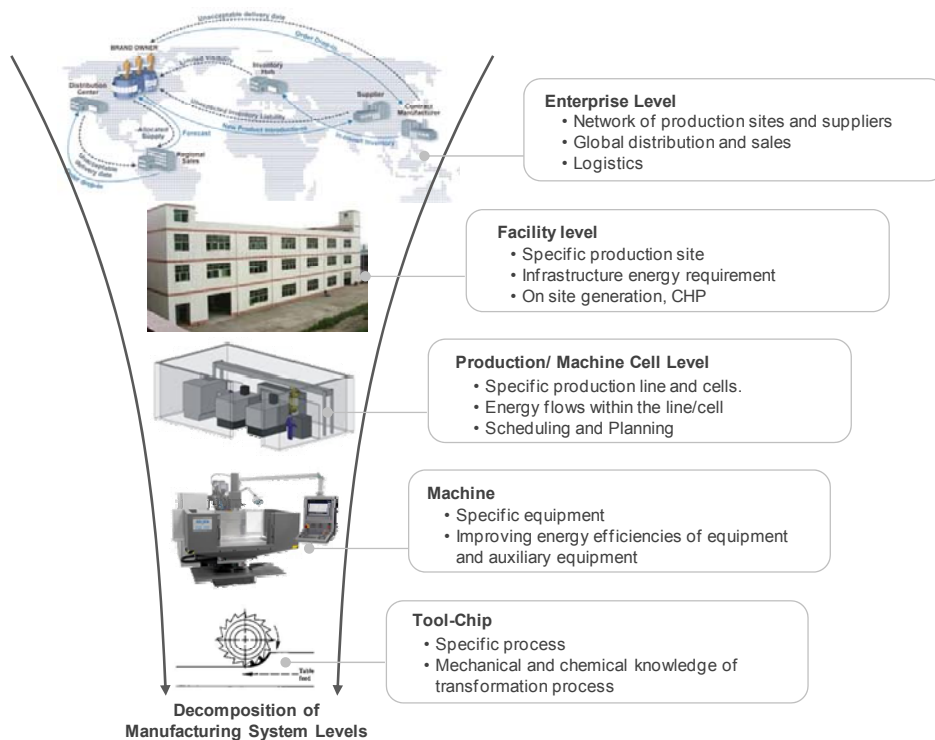 Unacceptable delivery date
Order Drop-in
BRAND OWNER
Limited Visibility
Inventory
Hub
Distribution
Center
Supplier
Unexpected Inventory Liability
Contract
Manufacturer
New Product Introductions
Allocated
Supply
Forecast
Regional
Sales
Unacceptable
delivery date
Enterprise Level
• Network of production sites and suppliers
• Global distribution and sales
• Logistics
Facility level
• Specific production site
• Infrastructure energy requirement
• On site generation, CHP
Production/ Machine Cell Level
• Specific production line and cells.
• Energy flows within the line/cell
• Scheduling and Planning
Machine
• Specific equipment
• Improving energy efficiencies of equipment
and auxiliary equipment
Tool-Chip
• Specific process
• Mechanical and chemical knowledge of
transformation process
Table
feed
Decomposition of
Manufacturing System Levels